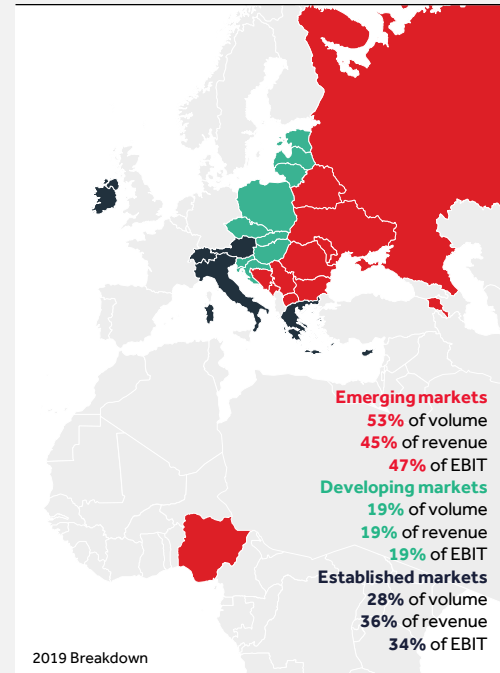 Emerging markets
53% of volume
45% of revenue
47% of EBIT
Developing markets
19% of volume
19% of revenue
19% of EBIT
Established markets
28% of volume
36% of revenue
34% of EBIT
2019 Breakdown